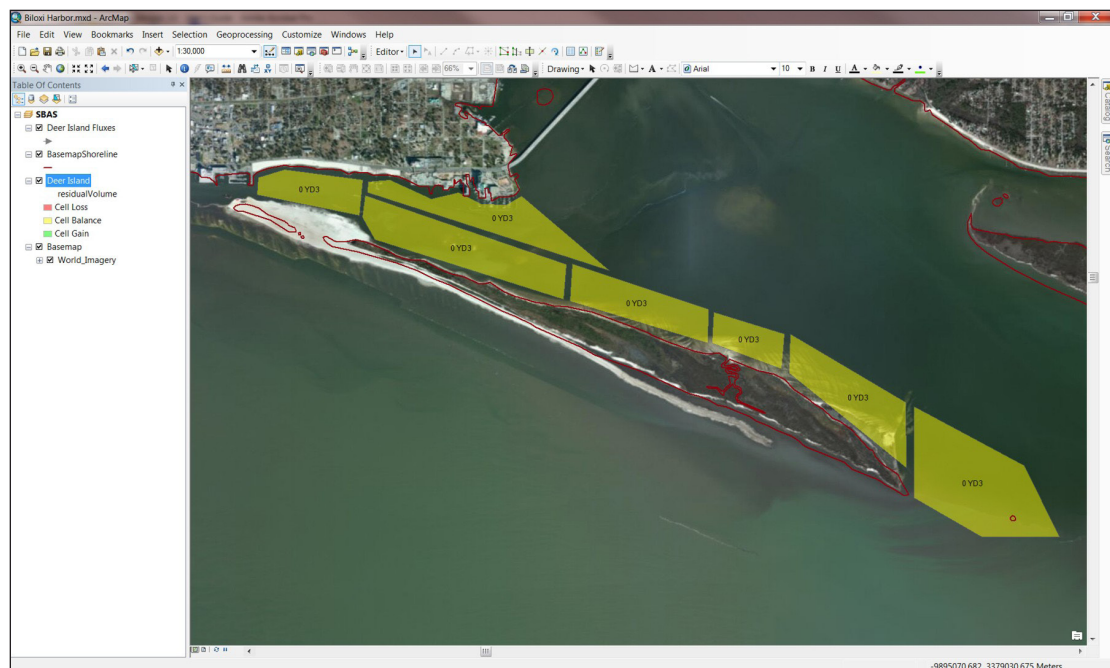 Biloxi Harbor.mxd - ArcMap
File Edit View Bookmarks Insert Selection Geoprocessing Customize Windows Help
1:30,000 Editor
66% Drawing A Arial 10 B I U A
Table Of Contents
SBAS
Deer Island Fluxes
BasemapShoreline
Deer Island
residualVolume
Cell Loss
Cell Balance
Cell Gain
Basemap
World_Imagery
0 YD3
0 YD3
0 YD3
0 YD3
0 YD3
0 YD3
0 YD3
Catalog
Search
-9895070.682 3379030.675 Meters